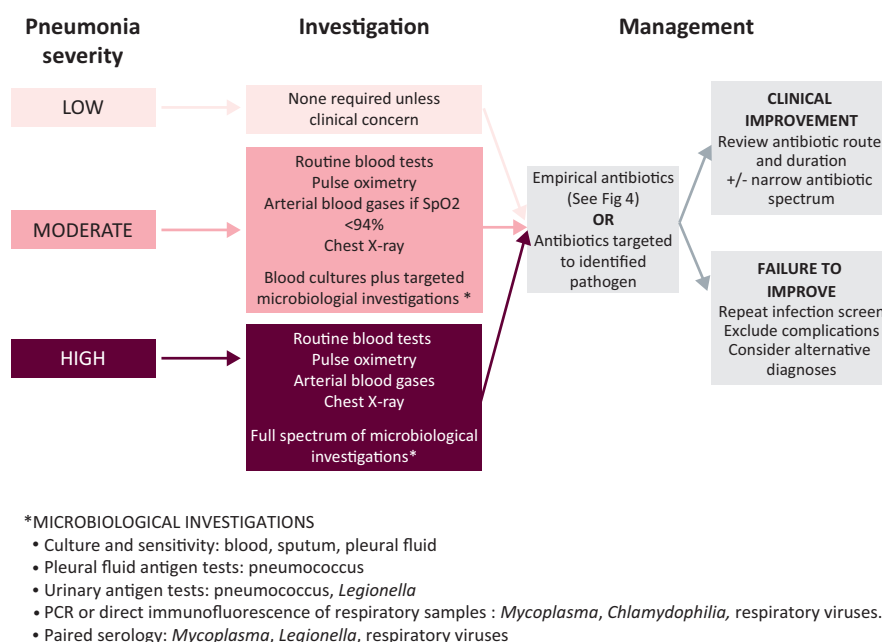 Pneumonia
severity
Investigation
Management
LOW
None required unless
clinical concern
MODERATE
Routine blood tests
Pulse oximetry
Arterial blood gases if SpO2
<94%
Chest X-ray
Blood cultures plus targeted
microbiologial investigations *
HIGH
Routine blood tests
Pulse oximetry
Arterial blood gases
Chest X-ray
Full spectrum of microbiological
investigations*
Empirical antibiotics
(See Fig 4)
OR
Antibiotics targeted
to identified
pathogen
CLINICAL
IMPROVEMENT
Review antibiotic route
and duration
+/- narrow antibiotic
spectrum
FAILURE TO
IMPROVE
Repeat infection screen
Exclude complications
Consider alternative
diagnoses
*MICROBIOLOGICAL INVESTIGATIONS
• Culture and sensitivity: blood, sputum, pleural fluid
• Pleural fluid antigen tests: pneumococcus
• Urinary antigen tests: pneumococcus, Legionella
• PCR or direct immunofluorescence of respiratory samples : Mycoplasma, Chlamydophilia, respiratory viruses.
• Paired serology: Mycoplasma, Legionella, respiratory viruses